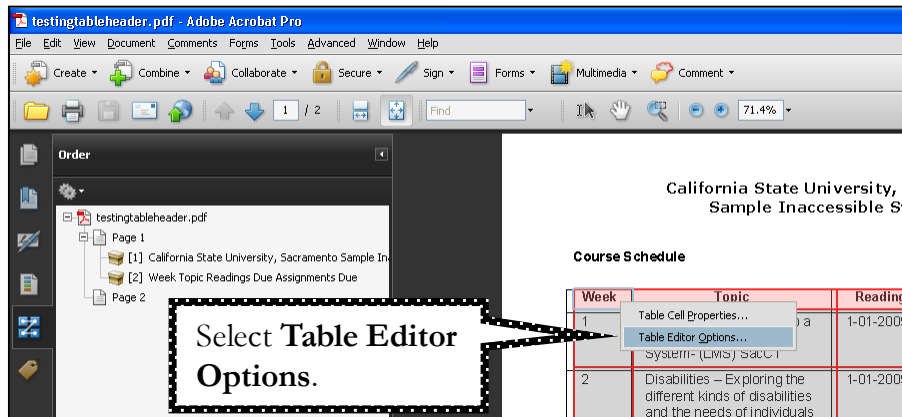 testingtableheader.pdf - Adobe Acrobat Pro
File Edit View Document Comments Forms Tools Advanced Window Help
Create Combine Collaborate Secure Sign Forms Multimedia Comment
1 / 2 Find 71.4%
Order
testingtableheader.pdf
Page 1
[1] California State University, Sacramento Sample
[2] Week Topic Readings Due Assignments Due
Page 2
California State University,
Sample Inaccessible
Course Schedule
Week Topic Reading
1 a 1-01-2009
Table Cell Properties...
Table Editor Options...
System- (LMS) SacCT
2 Disabilities – Exploring the 1-01-2009
different kinds of disabilities
and the needs of individuals
Select Table Editor
Options.